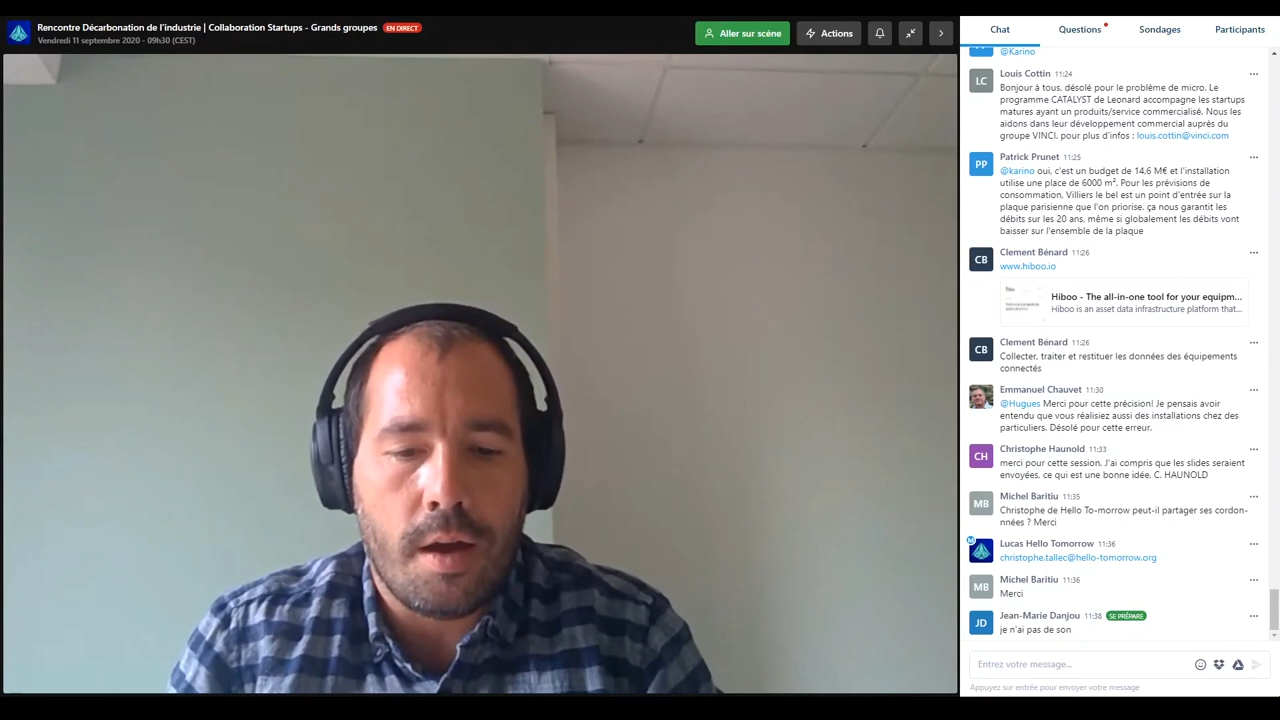 Rencontre Décarbonation de l'industrie | Collaboration Startups - Grands groupes EN DIRECT
Vendredi 11 septembre 2020 - 09h30 (CEST)
Aller sur scène
Actions
Chat
Questions
Sondages
Participants
@Karino
LC
Louis Cottin 11:24
Bonjour à tous, désolé pour le problème de micro. Le
programme CATALYST de Leonard accompagne les startups
matures ayant un produits/service commercialisé. Nous les
aidons dans leur développement commercial auprès du
groupe VINCI, pour plus d'infos : louis.cottin@vinci.com
PP
Patrick Prunet 11:25
@karino oui, c'est un budget de 14,6 M€ et l'installation
utilise une place de 6000 m². Pour les prévisions de
consommation, Villiers le bel est un point d'entrée sur la
plaque parisienne que l'on priorise. ça nous garantit les
débits sur les 20 ans, même si globalement les débits vont
baisser sur l'ensemble de la plaque
CB
Clement Bénard 11:26
www.hiboo.io
Hiboo - The all-in-one tool for your equipm...
Hiboo is an asset data infrastructure platform that...
CB
Clement Bénard 11:26
Collecter, traiter et restituer les données des équipements
connectés
Emmanuel Chauvet 11:30
@Hugues Merci pour cette précision! Je pensais avoir
entendu que vous réalisiez aussi des installations chez des
particuliers. Désolé pour cette erreur.
CH
Christophe Haunold 11:33
merci pour cette session. J'ai compris que les slides seraient
envoyées, ce qui est une bonne idée. C. HAUNOLD
MB
Michel Baritiu 11:35
Christophe de Hello To-morrow peut-il partager ses cordon-
nnées ? Merci
M
Lucas Hello Tomorrow 11:36
christophe.tallec@hello-tomorrow.org
MB
Michel Baritiu 11:36
Merci
JD
Jean-Marie Danjou 11:38 SE PRÉPARE
je n'ai pas de son
Entrez votre message...
Appuyez sur entrée pour envoyer votre message